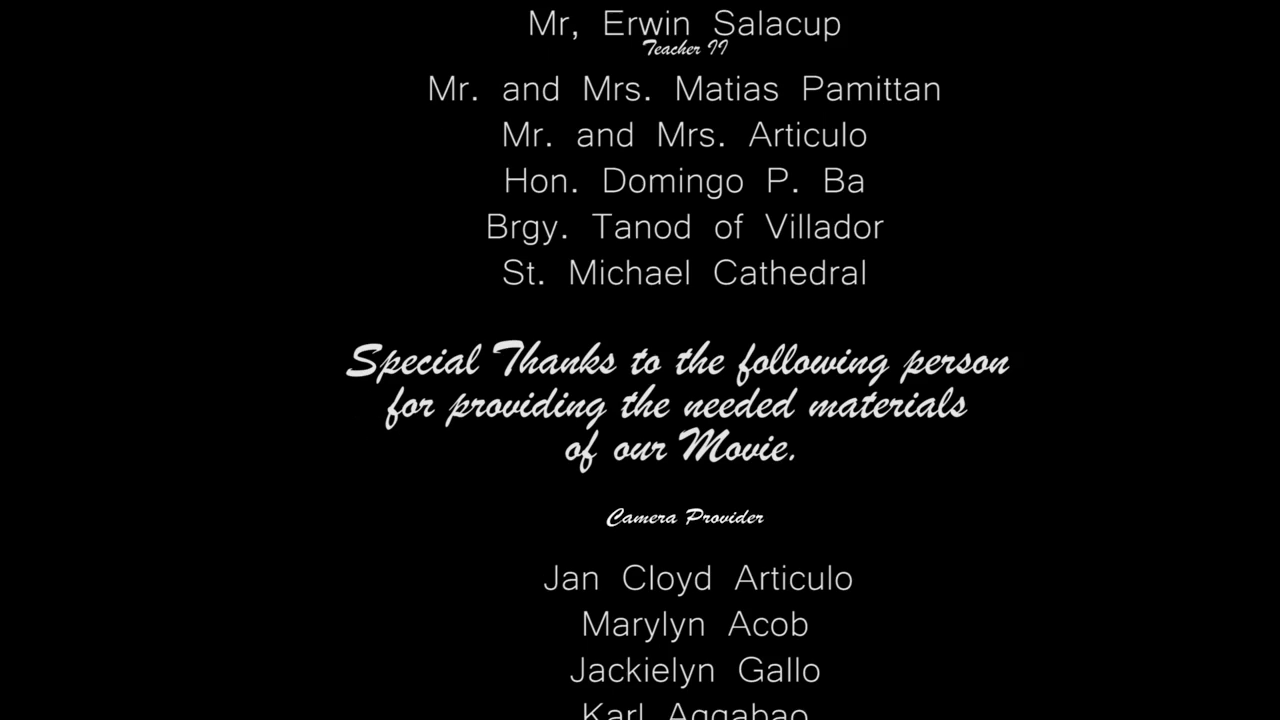 Mr, Erwin Salacup
Teacher II
Mr. and Mrs. Matias Pamittan
Mr. and Mrs. Articulo
Hon. Domingo P. Ba
Brgy. Tanod of Villador
St. Michael Cathedral
Special Thanks to the following person
for providing the needed materials
of our Movie.
Camera Provider
Jan Cloyd Articulo
Marylyn Acob
Jackielyn Gallo
Karl Aggabao